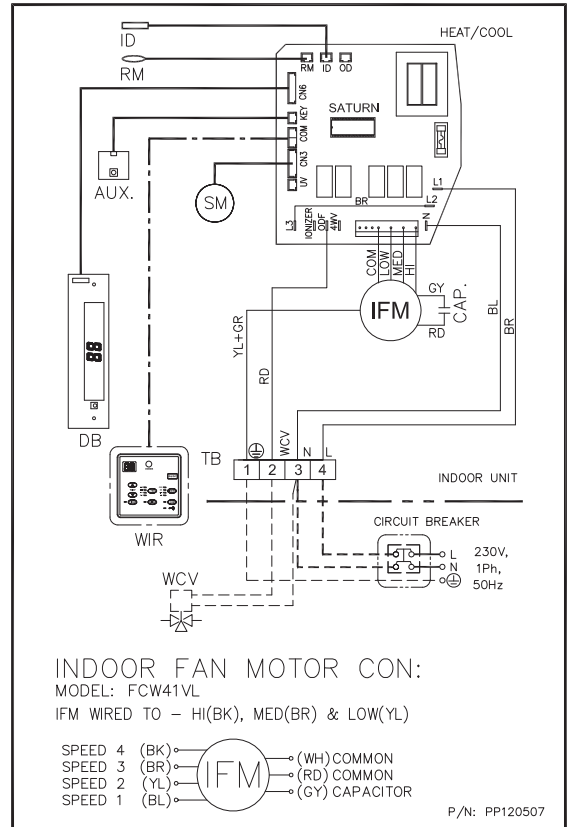 ID
HEAT/COOL
RM
RM ID OD
CN6
KEY
COM
CN3
UV
SATURN
AUX.
SM
L1
BR L2
L3 IONIZER ODF 4WV N
COM LOW MED HI
GY
IFM
CAP.
RD
YL+GR
RD
BL
BR
88
DB
WCV N L
TB
1 2 3 4
INDOOR UNIT
WIR
CIRCUIT BREAKER
L 230V,
N 1Ph,
50Hz
WCV
INDOOR FAN MOTOR CON:
MODEL: FCW41VL
IFM WIRED TO – HI(BK), MED(BR) & LOW(YL)
SPEED 4 (BK)
SPEED 3 (BR)
SPEED 2 (YL)
SPEED 1 (BL)
IFM
(WH) COMMON
(RD) COMMON
(GY) CAPACITOR
P/N: PP120507